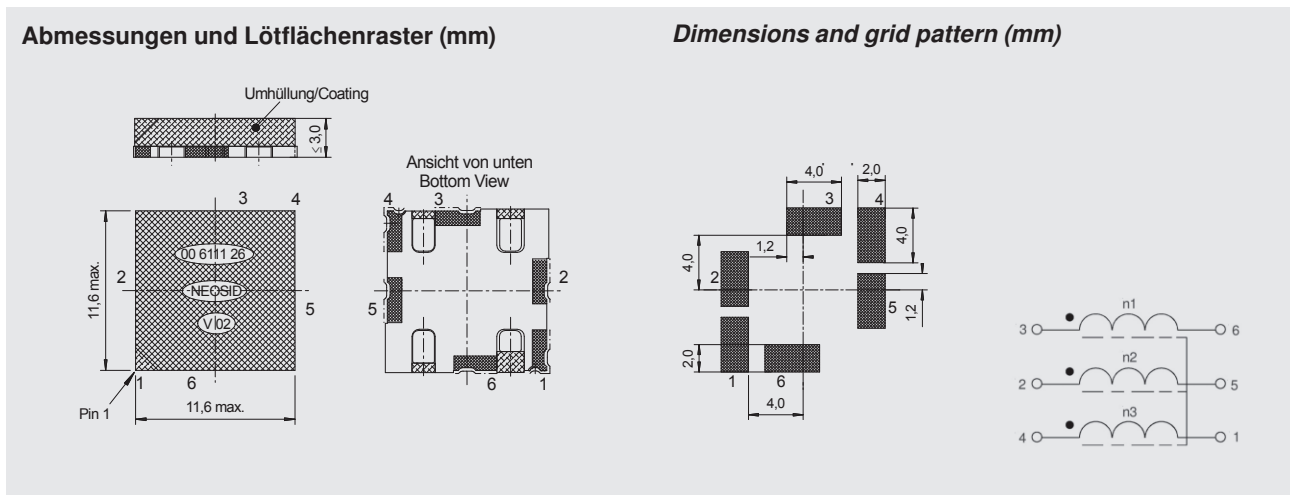 Abmessungen und Lötflächenraster (mm)
Dimensions and grid pattern (mm)
Umhüllung/Coating
≤ 3,0
Ansicht von unten
Bottom View
3 4
00 6111 26
2
NEOSID
5
V 02
11,6 max.
1 6
Pin 1
11,6 max.
4 3
2
5
6 1
4,0 2,0
3 4
4,0
1,2
4,0
2
5
1,2
2,0
1 6
4,0
n1
3 6
n2
2 5
n3
4 1